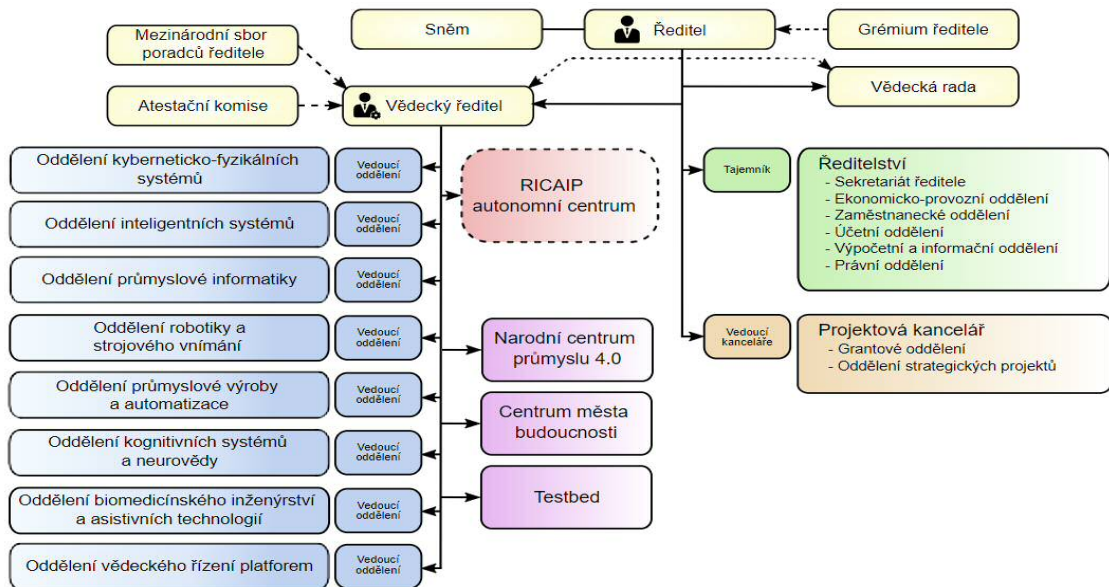 Mezinárodní sbor
poradců ředitele
Sněm
Ředitel
Grémium ředitele
Atestační komise
Vědecký ředitel
Vědecká rada
Oddělení kyberneticko-fyzikálních
systémů
Vedoucí
oddělení
RICAIP
autonomní centrum
Tajemník
Ředitelství
- Sekretariát ředitele
- Ekonomicko-provozní oddělení
- Zaměstnanecké oddělení
- Účetní oddělení
- Výpočetní a informační oddělení
- Právní oddělení
Oddělení inteligentních systémů
Vedoucí
oddělení
Oddělení průmyslové informatiky
Vedoucí
oddělení
Oddělení robotiky a
strojového vnímání
Vedoucí
oddělení
Narodní centrum
průmyslu 4.0
Vedoucí
kanceláře
Projektová kancelář
- Grantové oddělení
- Oddělení strategických projektů
Oddělení průmyslové výroby
a automatizace
Vedoucí
oddělení
Centrum města
budoucnosti
Oddělení kognitivních systémů
a neurovědy
Vedoucí
oddělení
Oddělení biomedicínského inženýrství
a asistivních technologií
Vedoucí
oddělení
Testbed
Oddělení vědeckého řízení platforem
Vedoucí
oddělení